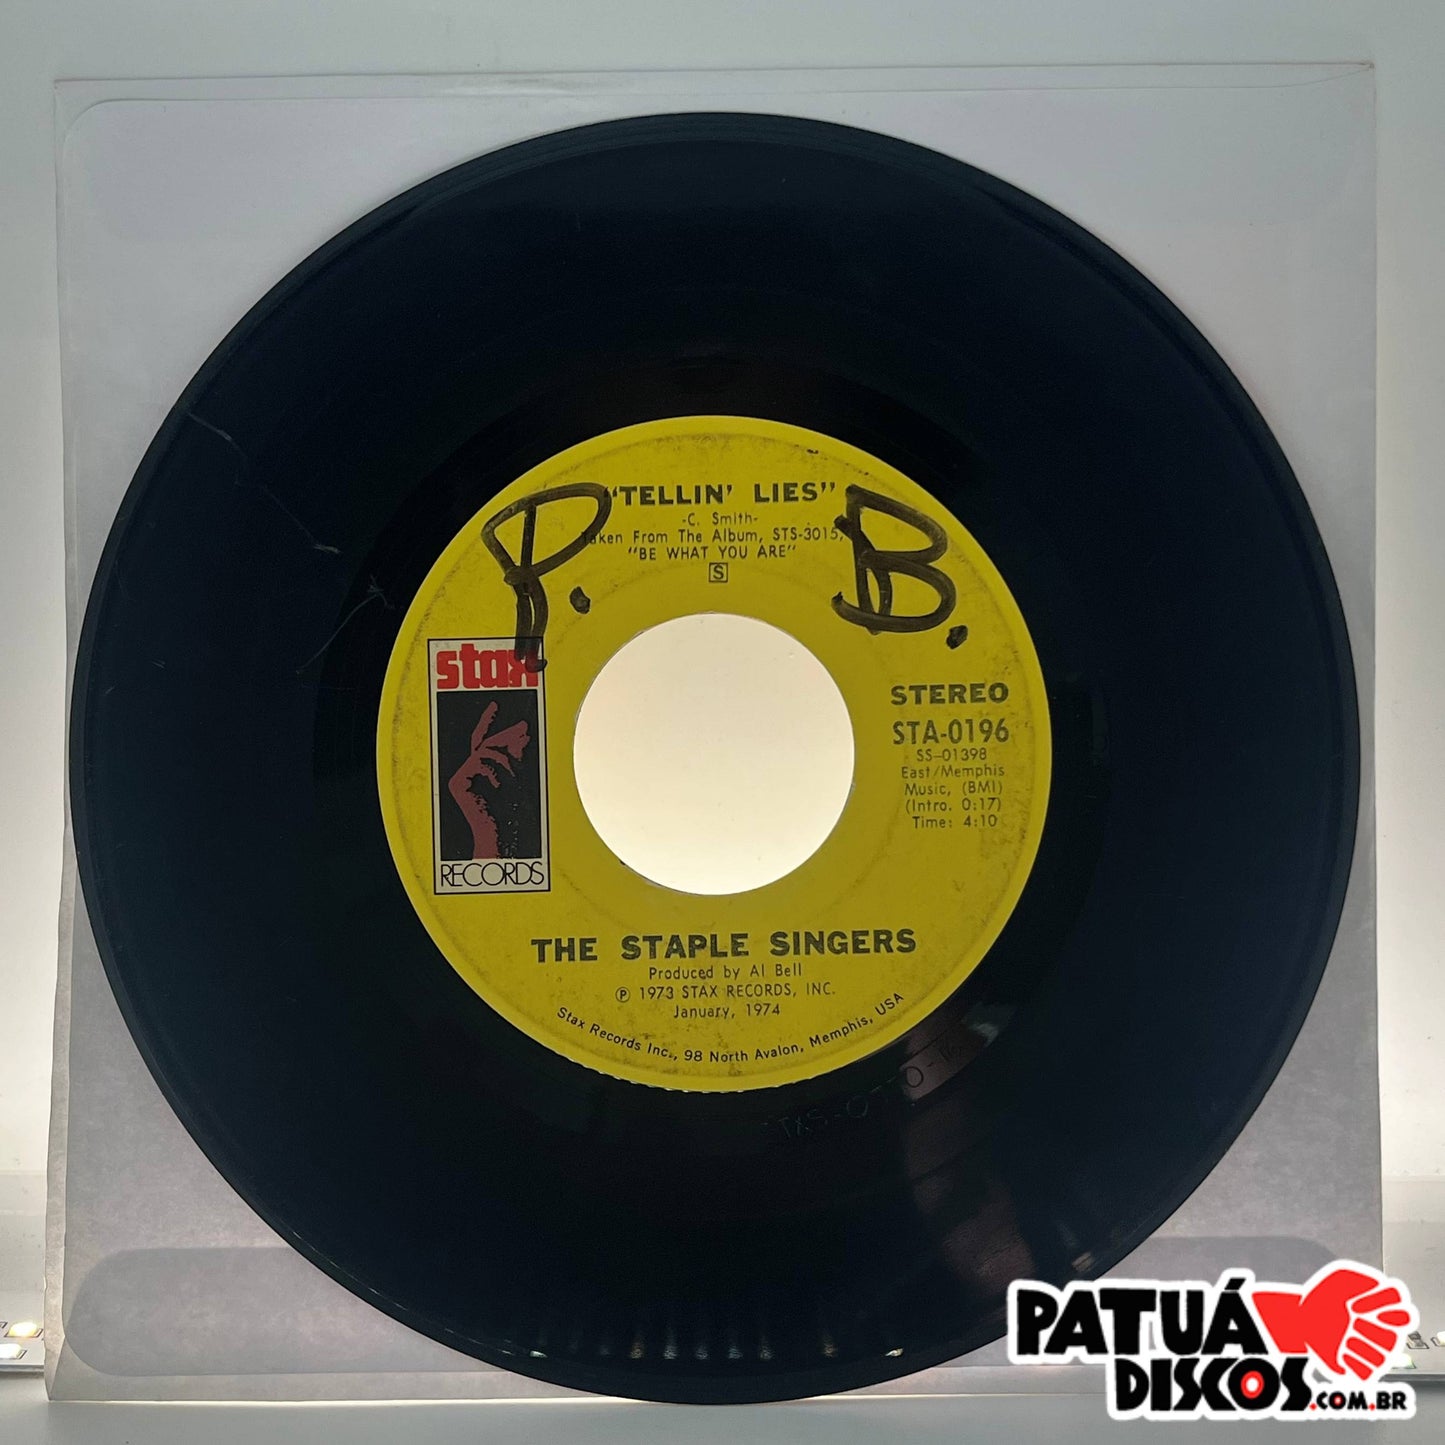 "TELLIN' LIES"
-C. Smith-
Taken From The Album, STS-3015,
"BE WHAT YOU ARE"
S
P. B.
stax
RECORDS
STEREO
STA-0196
SS-01398
East/Memphis
Music, (BMI)
(Intro. 0:17)
Time: 4:10
THE STAPLE SINGERS
Produced by Al Bell
℗ 1973 STAX RECORDS, INC.
January, 1974
Stax Records Inc., 98 North Avalon, Memphis, USA
PATUÁ
DISCOS.COM.BR